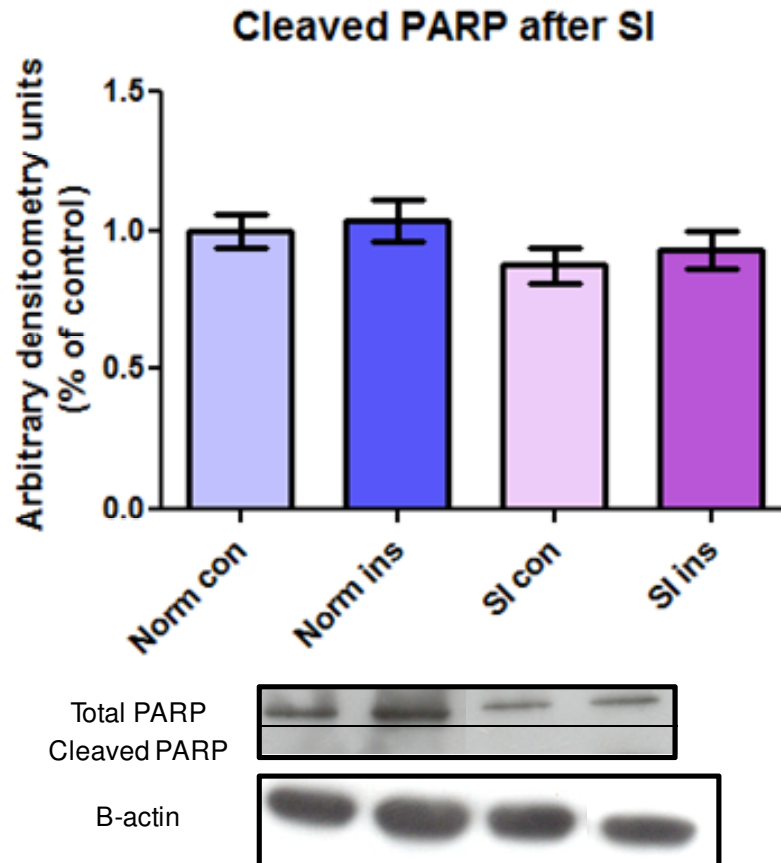 Cleaved PARP after SI
Arbitrary densitometry units
(% of control)
1.5
1.0
0.5
0.0
Norm con
Norm ins
SI con
SI ins
Total PARP
Cleaved PARP
B-actin